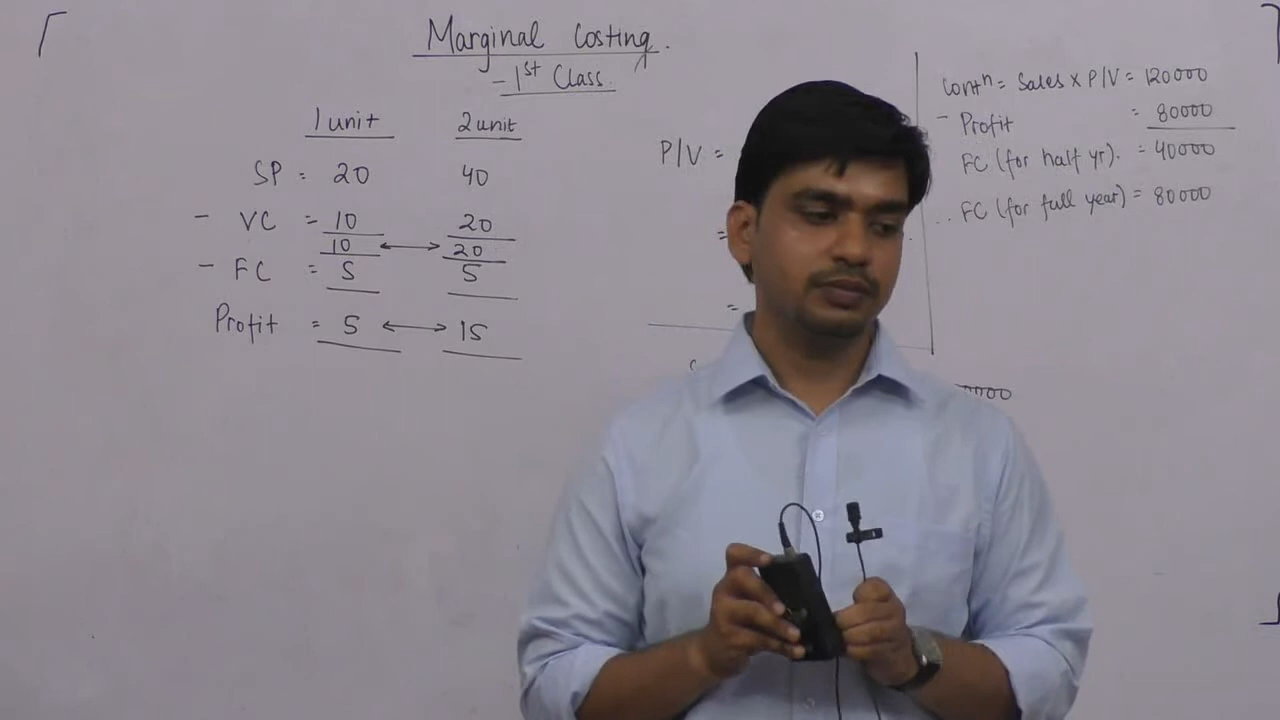 Marginal Costing.
- 1st Class.
1 unit 2 unit
SP = 20 40
- VC = 10 20
10 ↔ 20
- FC = 5 5
Profit = 5 ↔ 15
P/V =
=
=
Contn = Sales x P/V = 120000
- Profit = 80000
FC (for half yr). = 40000
∴ FC (for full year) = 80000